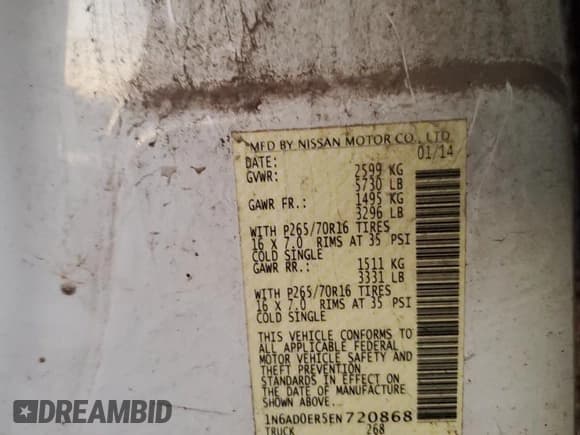 MFD BY NISSAN MOTOR CO., LTD.
DATE: 01/14
GVWR: 2599 KG
5730 LB
GAWR FR.: 1495 KG
3296 LB
WITH P265/70R16 TIRES
16 X 7.0 RIMS AT 35 PSI
COLD SINGLE
GAWR RR.: 1511 KG
3331 LB
WITH P265/70R16 TIRES
16 X 7.0 RIMS AT 35 PSI
COLD SINGLE
THIS VEHICLE CONFORMS TO
ALL APPLICABLE FEDERAL
MOTOR VEHICLE SAFETY AND
THEFT PREVENTION
STANDARDS IN EFFECT ON
THE DATE OF MANUFACTURE
SHOWN ABOVE.
1N6AD0ER5EN720868
TRUCK 268
DREAMBID